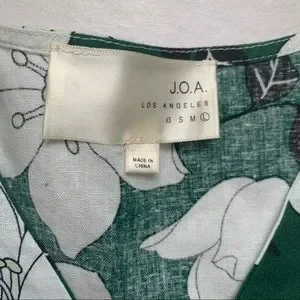 J.O.A.
LOS ANGELES
XS S M L
MADE IN
CHINA